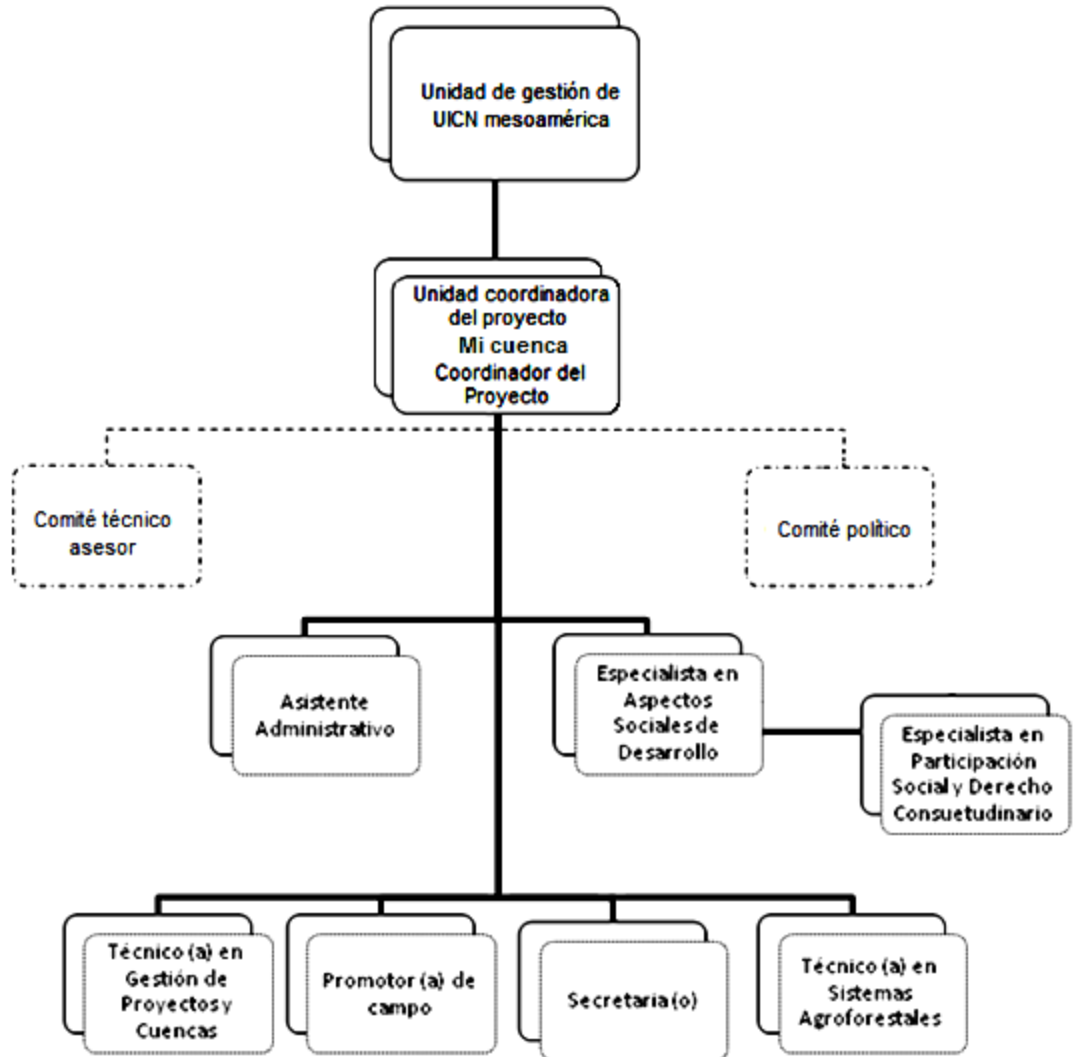 Unidad de gestión de
UICN mesoamérica
Unidad coordinadora
del proyecto
Mi cuenca
Coordinador del
Proyecto
Comité técnico
asesor
Comité político
Asistente
Administrativo
Especialista en
Aspectos
Sociales de
Desarrollo
Especialista en
Participación
Social y Derecho
Consuetudinario
Técnico (a) en
Gestión de
Proyectos y
Cuencas
Promotor (a) de
campo
Secretaria (o)
Técnico (a) en
Sistemas
Agroforestales